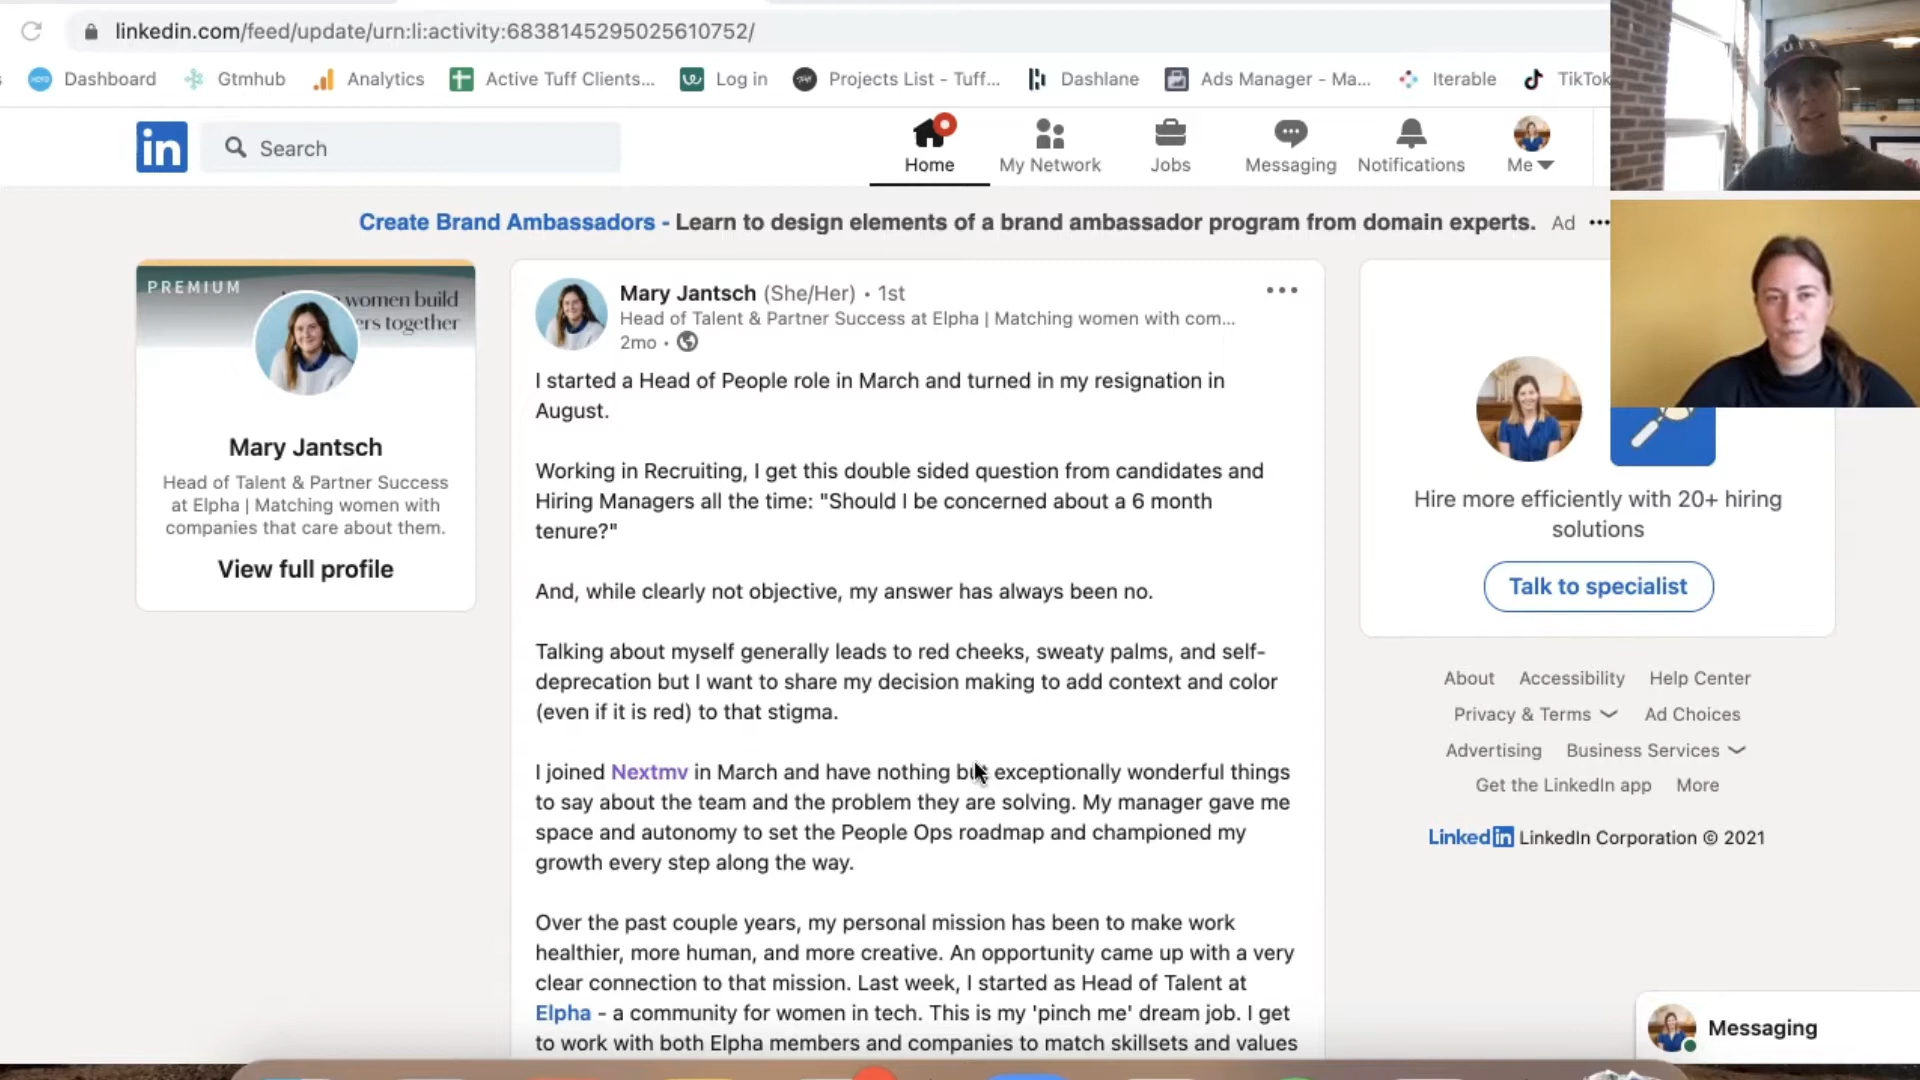 linkedin.com/feed/update/urn:li:activity:6838145295025610752/
Dashboard Gtmhub Analytics Active Tuff Clients... Log in Projects List - Tuff... Dashlane Ads Manager - Ma... Iterable TikTok
in Search
Home My Network Jobs Messaging Notifications Me
Create Brand Ambassadors - Learn to design elements of a brand ambassador program from domain experts. Ad
PREMIUM
women build
ers together
Mary Jantsch
Head of Talent & Partner Success
at Elpha | Matching women with
companies that care about them.
View full profile
Mary Jantsch (She/Her) • 1st
Head of Talent & Partner Success at Elpha | Matching women with com...
2mo •
I started a Head of People role in March and turned in my resignation in
August.
Working in Recruiting, I get this double sided question from candidates and
Hiring Managers all the time: "Should I be concerned about a 6 month
tenure?"
And, while clearly not objective, my answer has always been no.
Talking about myself generally leads to red cheeks, sweaty palms, and self-
deprecation but I want to share my decision making to add context and color
(even if it is red) to that stigma.
I joined Nextmv in March and have nothing but exceptionally wonderful things
to say about the team and the problem they are solving. My manager gave me
space and autonomy to set the People Ops roadmap and championed my
growth every step along the way.
Over the past couple years, my personal mission has been to make work
healthier, more human, and more creative. An opportunity came up with a very
clear connection to that mission. Last week, I started as Head of Talent at
Elpha - a community for women in tech. This is my 'pinch me' dream job. I get
to work with both Elpha members and companies to match skillsets and values
Hire more efficiently with 20+ hiring
solutions
Talk to specialist
About Accessibility Help Center
Privacy & Terms Ad Choices
Advertising Business Services
Get the LinkedIn app More
LinkedIn LinkedIn Corporation © 2021
Messaging
TUFF